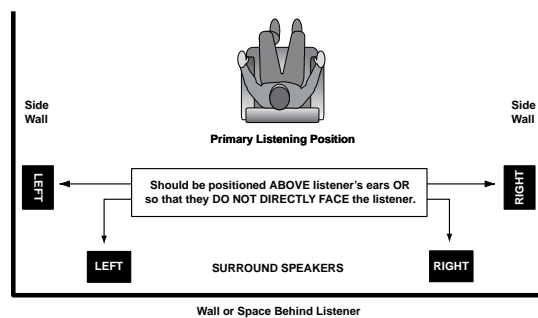 Side
Wall
Side
Wall
Primary Listening Position
LEFT
Should be positioned ABOVE listener's ears OR
so that they DO NOT DIRECTLY FACE the listener.
RIGHT
LEFT
SURROUND SPEAKERS
RIGHT
Wall or Space Behind Listener